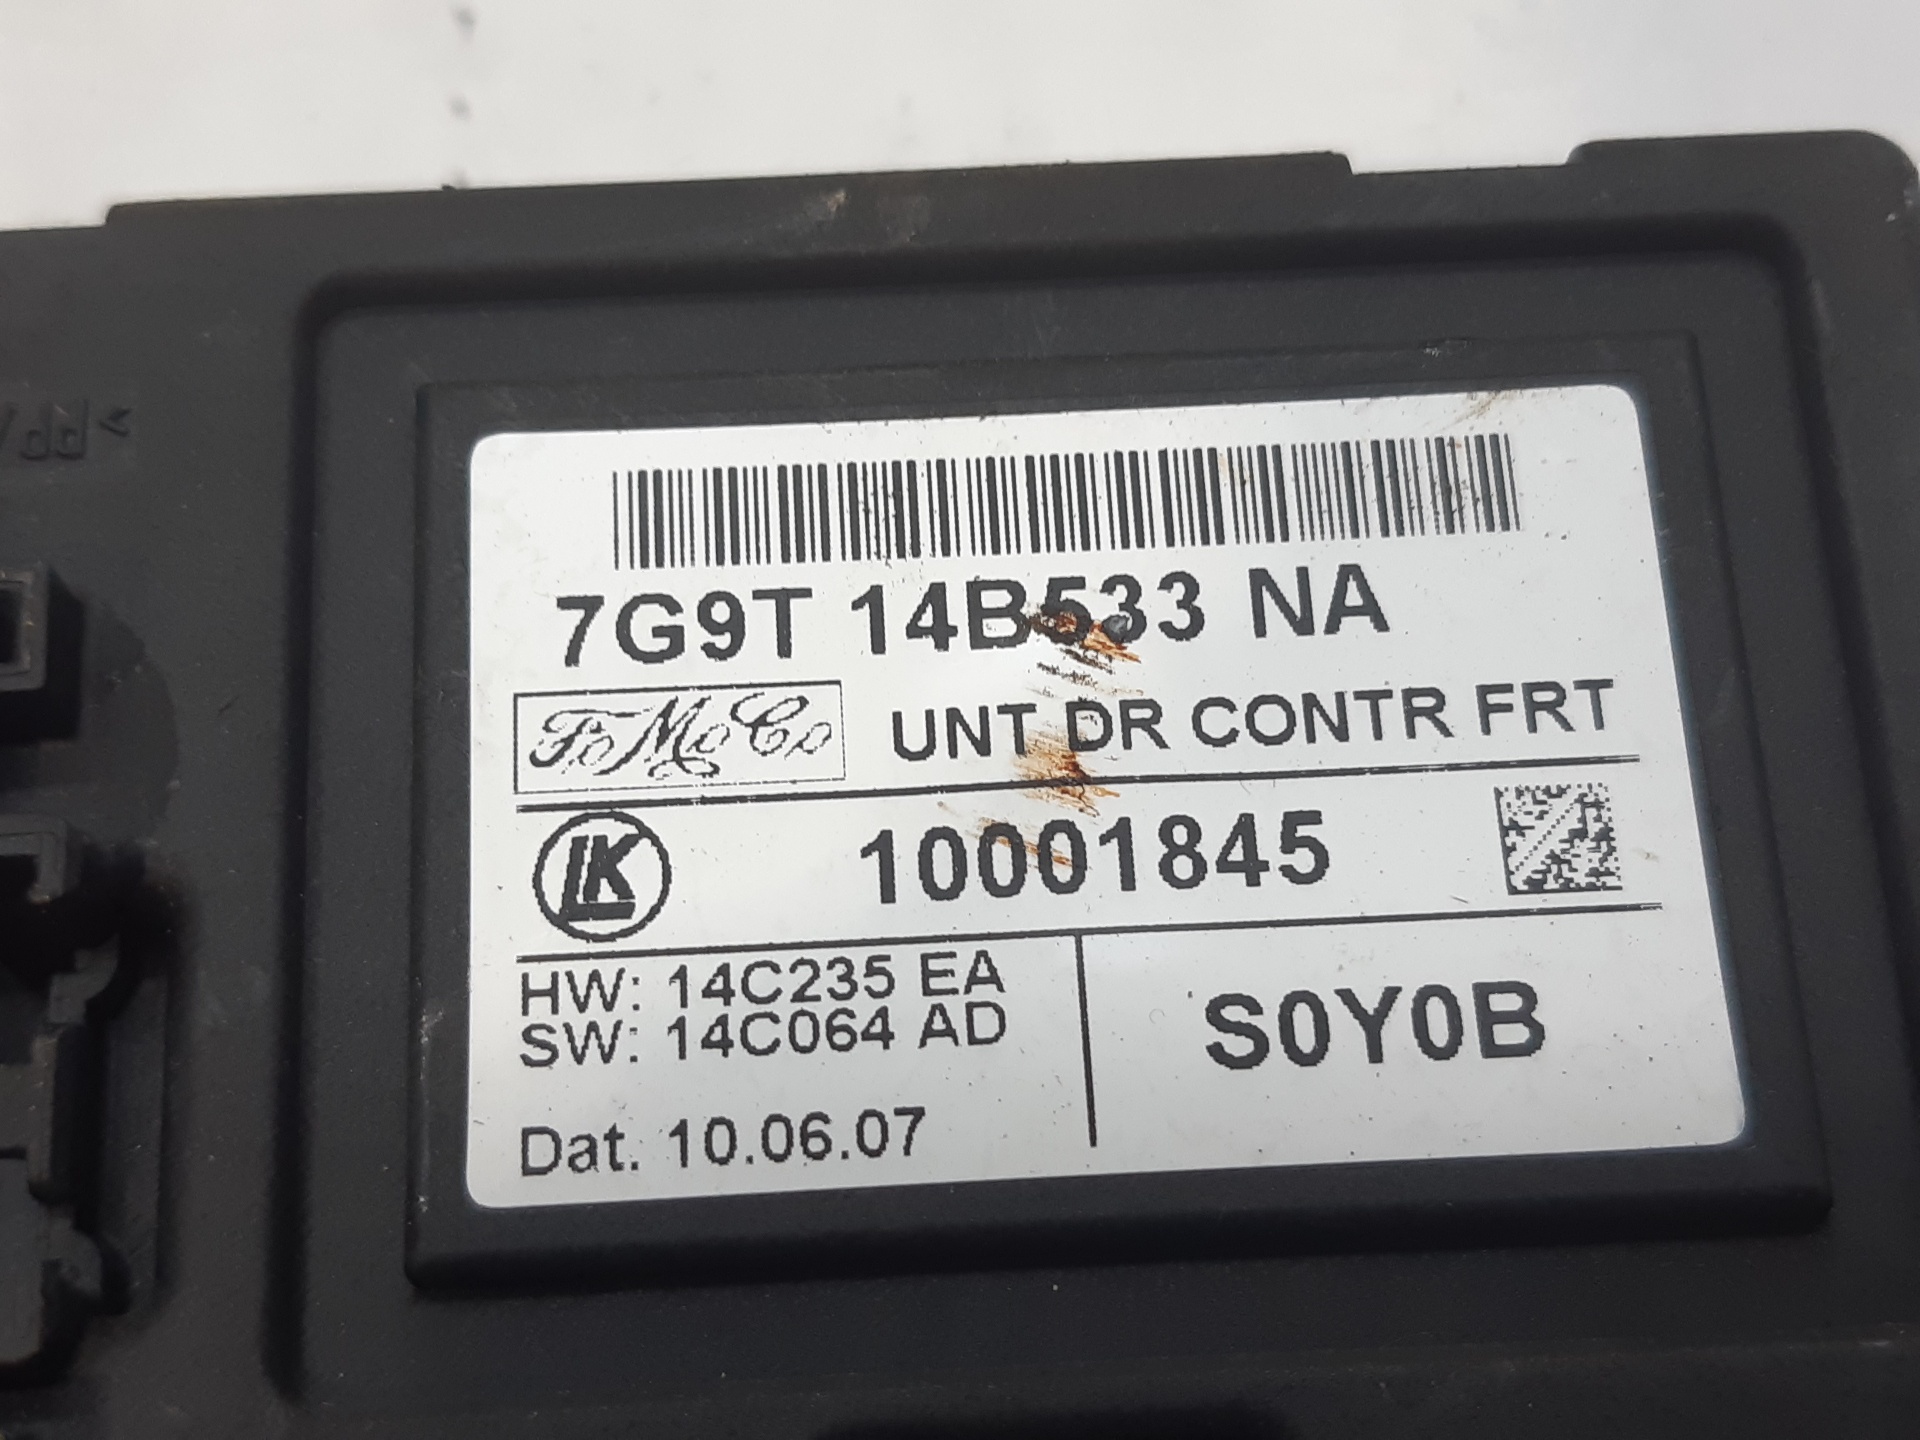 7G9T 14B533 NA
FoMoCo UNT DR CONTR FRT
LK 10001845
HW: 14C235 EA
SW: 14C064 AD
S0Y0B
Dat. 10.06.07